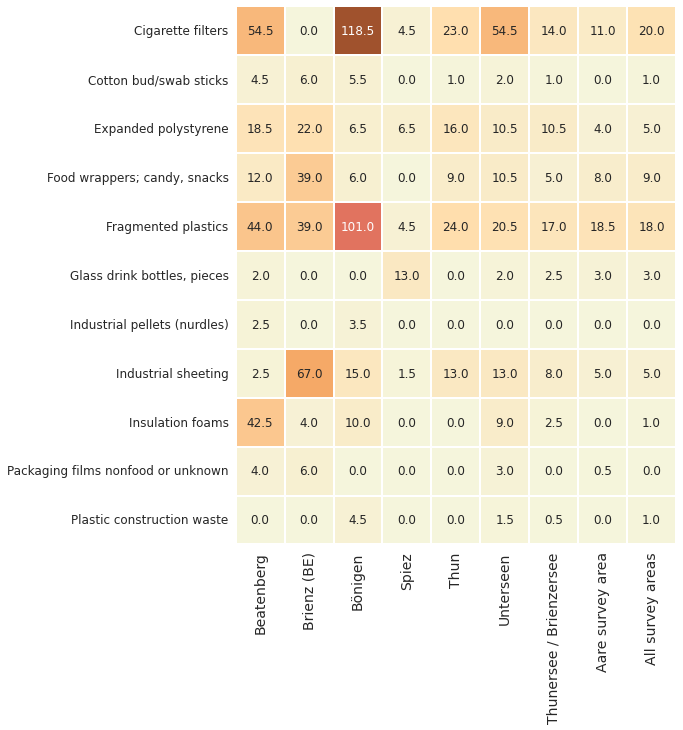 Cigarette filters 54.5 0.0 118.5 4.5 23.0 54.5 14.0 11.0 20.0
Cotton bud/swab sticks 4.5 6.0 5.5 0.0 1.0 2.0 1.0 0.0 1.0
Expanded polystyrene 18.5 22.0 6.5 6.5 16.0 10.5 10.5 4.0 5.0
Food wrappers; candy, snacks 12.0 39.0 6.0 0.0 9.0 10.5 5.0 8.0 9.0
Fragmented plastics 44.0 39.0 101.0 4.5 24.0 20.5 17.0 18.5 18.0
Glass drink bottles, pieces 2.0 0.0 0.0 13.0 0.0 2.0 2.5 3.0 3.0
Industrial pellets (nurdles) 2.5 0.0 3.5 0.0 0.0 0.0 0.0 0.0 0.0
Industrial sheeting 2.5 67.0 15.0 1.5 13.0 13.0 8.0 5.0 5.0
Insulation foams 42.5 4.0 10.0 0.0 0.0 9.0 2.5 0.0 1.0
Packaging films nonfood or unknown 4.0 6.0 0.0 0.0 0.0 3.0 0.0 0.5 0.0
Plastic construction waste 0.0 0.0 4.5 0.0 0.0 1.5 0.5 0.0 1.0
Beatenberg
Brienz (BE)
Bönigen
Spiez
Thun
Unterseen
Thunersee / Brienzersee
Aare survey area
All survey areas